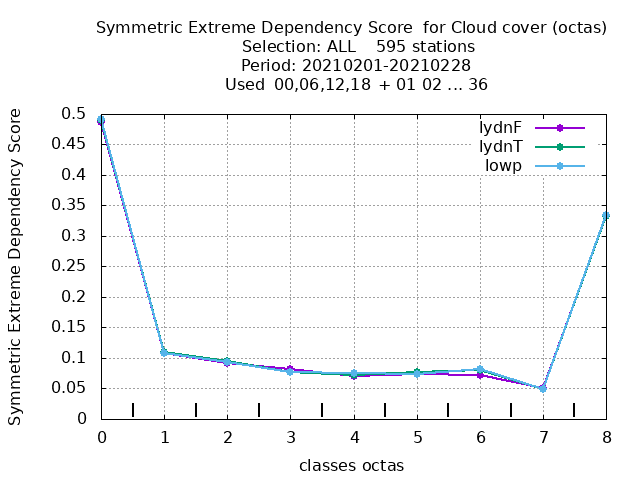 Symmetric Extreme Dependency Score for Cloud cover (octas)
Selection: ALL 595 stations
Period: 20210201-20210228
Used 00,06,12,18 + 01 02 ... 36
Symmetric Extreme Dependency Score
0.5
0.45
0.4
0.35
0.3
0.25
0.2
0.15
0.1
0.05
0
lydnF
lydnT
lowp
0 1 2 3 4 5 6 7 8
classes octas